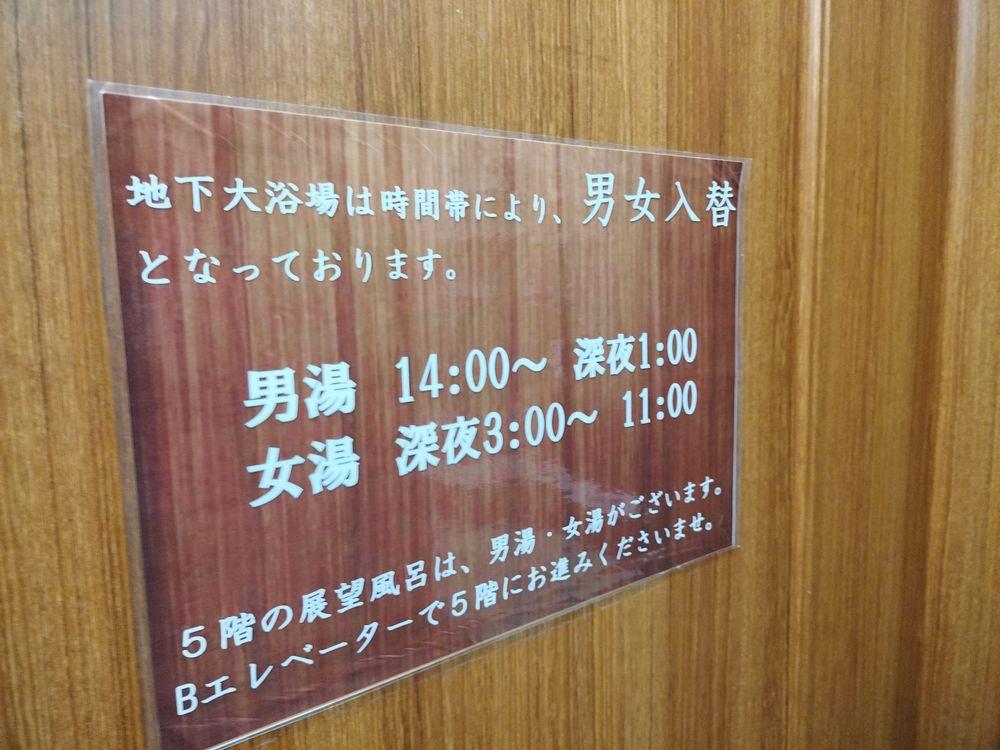 地下大浴場は時間帯により、男女入替
となっております。
男湯 14:00～ 深夜1:00
女湯 深夜3:00～ 11:00
５階の展望風呂は、男湯・女湯がございます。
Bエレベーターで５階にお進みくださいませ。